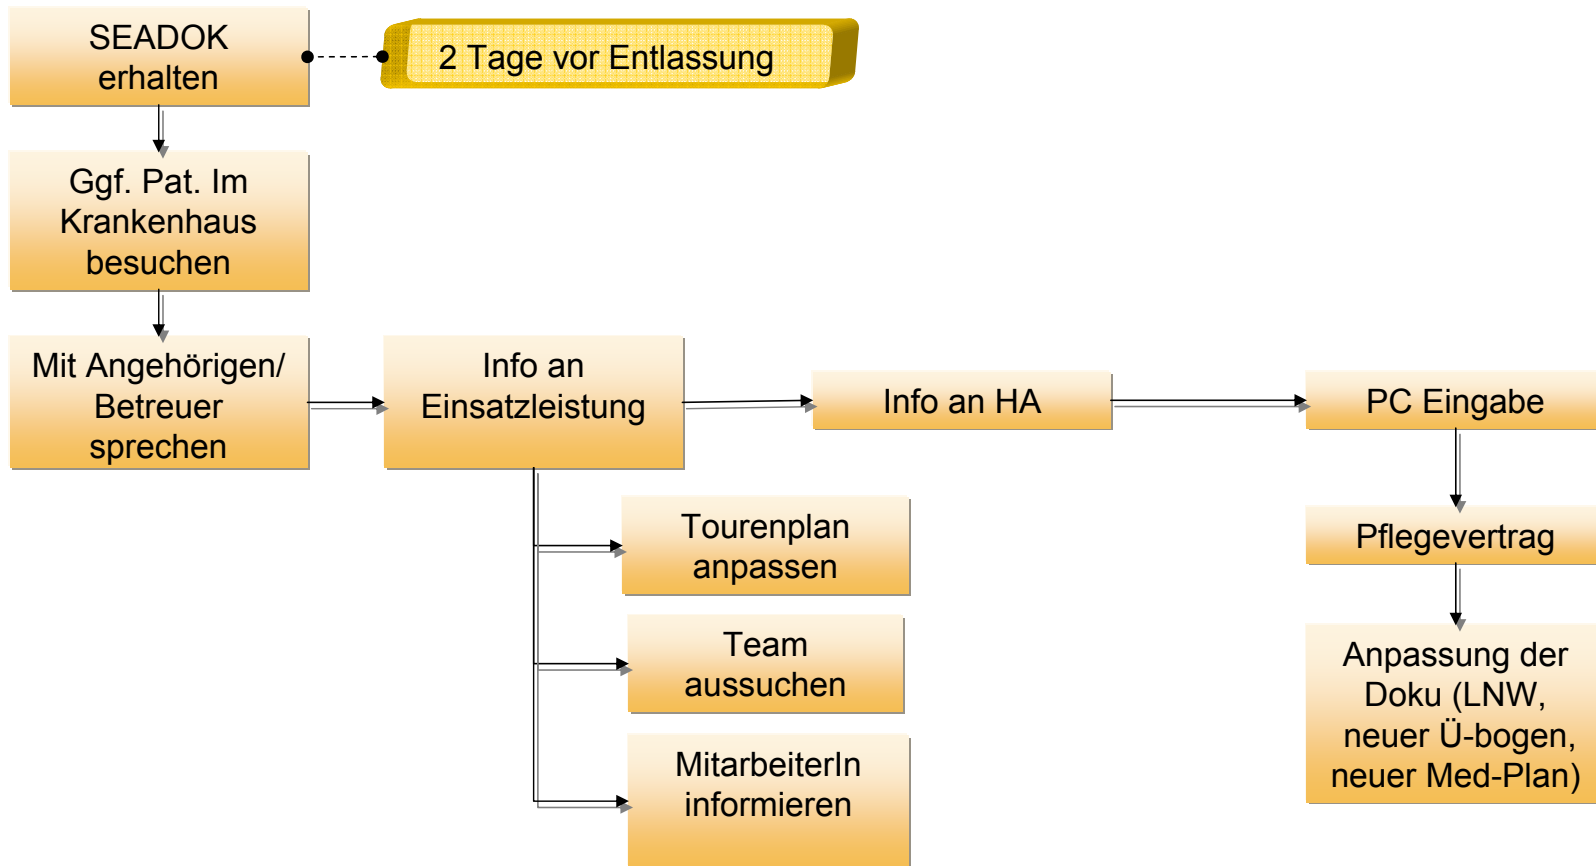 SEADOK
erhalten
2 Tage vor Entlassung
Ggf. Pat. Im
Krankenhaus
besuchen
Mit Angehörigen/
Betreuer
sprechen
Info an
Einsatzleistung
Info an HA
PC Eingabe
Tourenplan
anpassen
Team
aussuchen
MitarbeiterIn
informieren
Pflegevertrag
Anpassung der
Doku (LNW,
neuer Ü-bogen,
neuer Med-Plan)